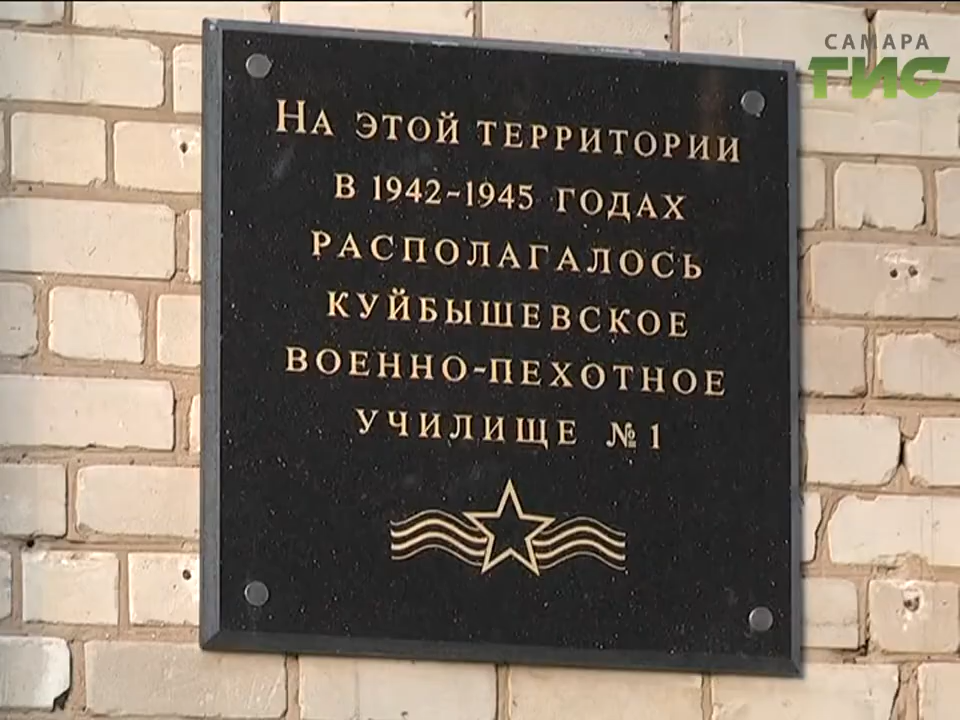 САМАРА
ГИС
На этой территории
в 1942-1945 годах
располагалось
Куйбышевское
военно-пехотное
училище №1